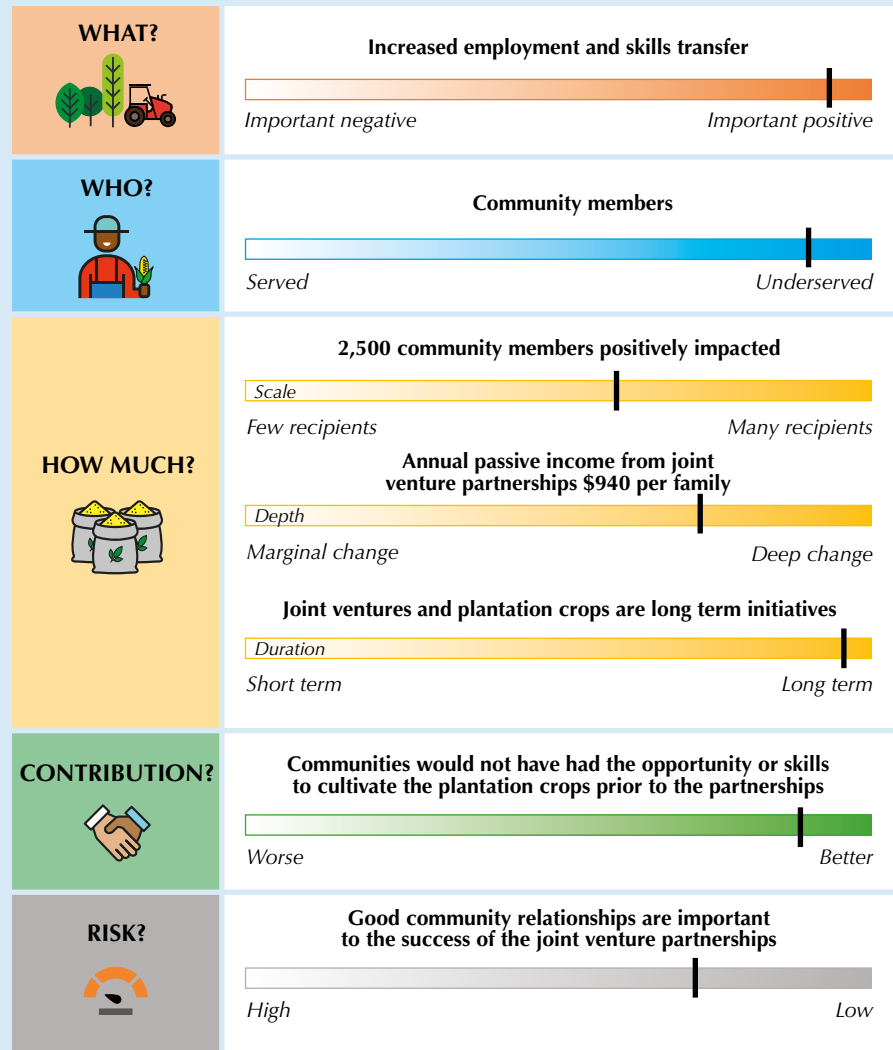 WHAT?
Increased employment and skills transfer
Important negative
Important positive
WHO?
Community members
Served
Underserved
HOW MUCH?
2,500 community members positively impacted
Scale
Few recipients
Many recipients
Annual passive income from joint
venture partnerships $940 per family
Depth
Marginal change
Deep change
Joint ventures and plantation crops are long term initiatives
Duration
Short term
Long term
CONTRIBUTION?
Communities would not have had the opportunity or skills
to cultivate the plantation crops prior to the partnerships
Worse
Better
RISK?
Good community relationships are important
to the success of the joint venture partnerships
High
Low